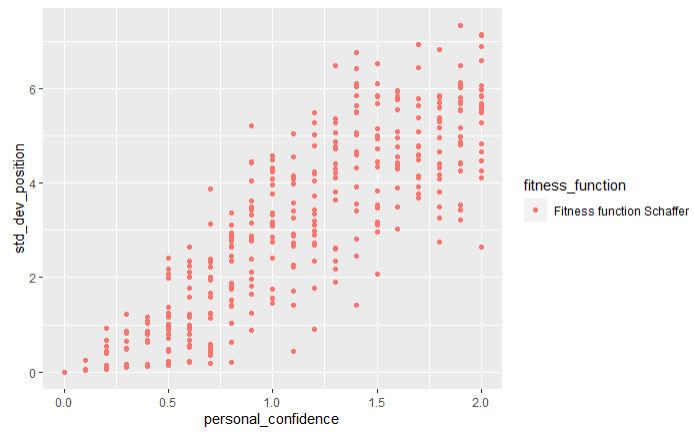 std_dev_position
6
4
2
0
0.0
0.5
1.0
1.5
2.0
personal_confidence
fitness_function
Fitness function Schaffer